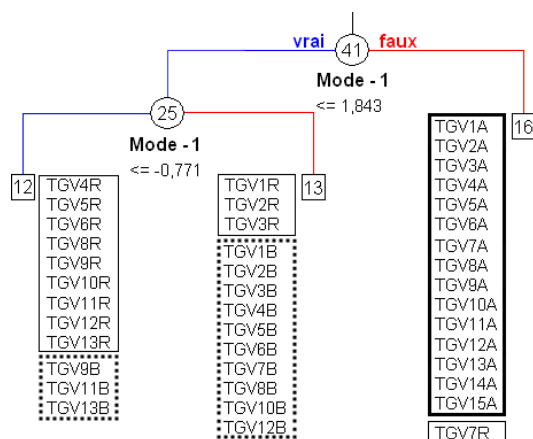 vrai 41 faux
Mode - 1
<= 1,843
25
Mode - 1
<= -0,771
12
TGV4R
TGV5R
TGV6R
TGV8R
TGV9R
TGV10R
TGV11R
TGV12R
TGV13R
TGV9B
TGV11B
TGV13B
13
TGV1R
TGV2R
TGV3R
TGV1B
TGV2B
TGV3B
TGV4B
TGV5B
TGV6B
TGV7B
TGV8B
TGV10B
TGV12B
16
TGV1A
TGV2A
TGV3A
TGV4A
TGV5A
TGV6A
TGV7A
TGV8A
TGV9A
TGV10A
TGV11A
TGV12A
TGV13A
TGV14A
TGV15A
TGV7R